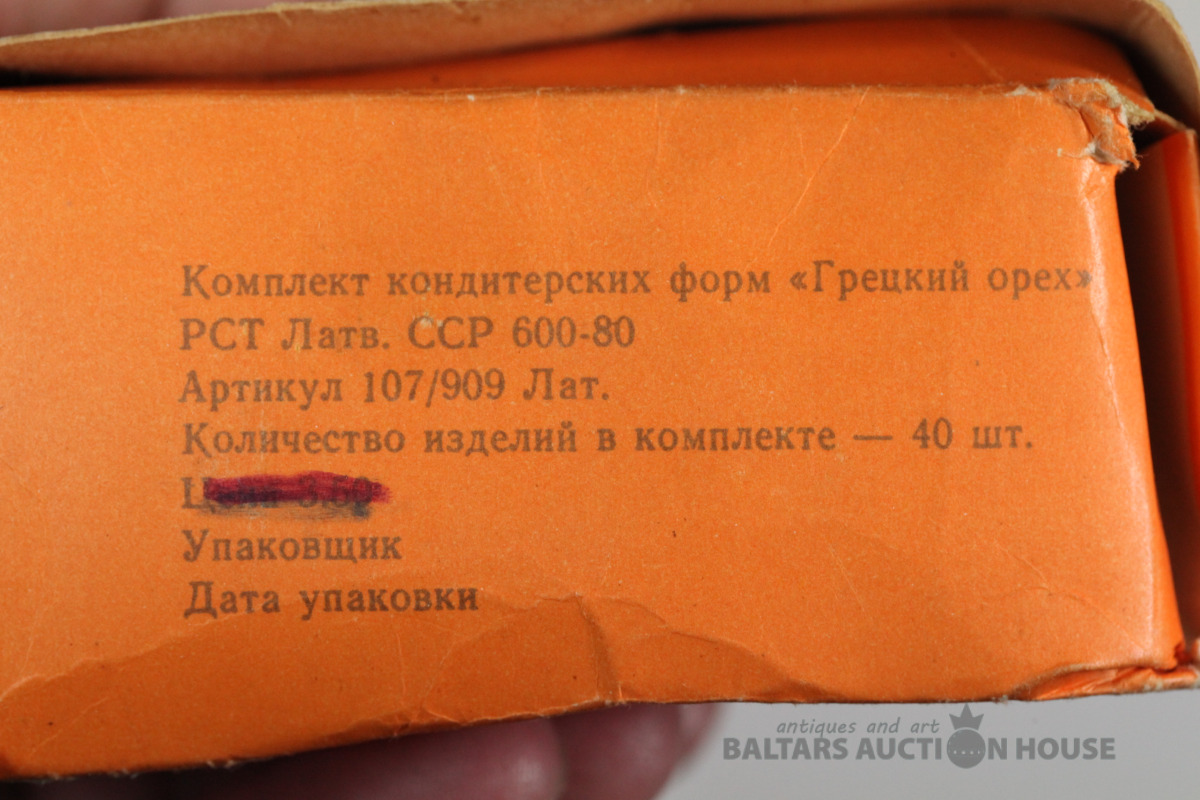 Комплект кондитерских форм «Грецкий орех»
РСТ Латв. ССР 600-80
Артикул 107/909 Лат.
Количество изделий в комплекте — 40 шт.
Упаковщик
Дата упаковки
antiques and art
BALTARS AUCTION HOUSE